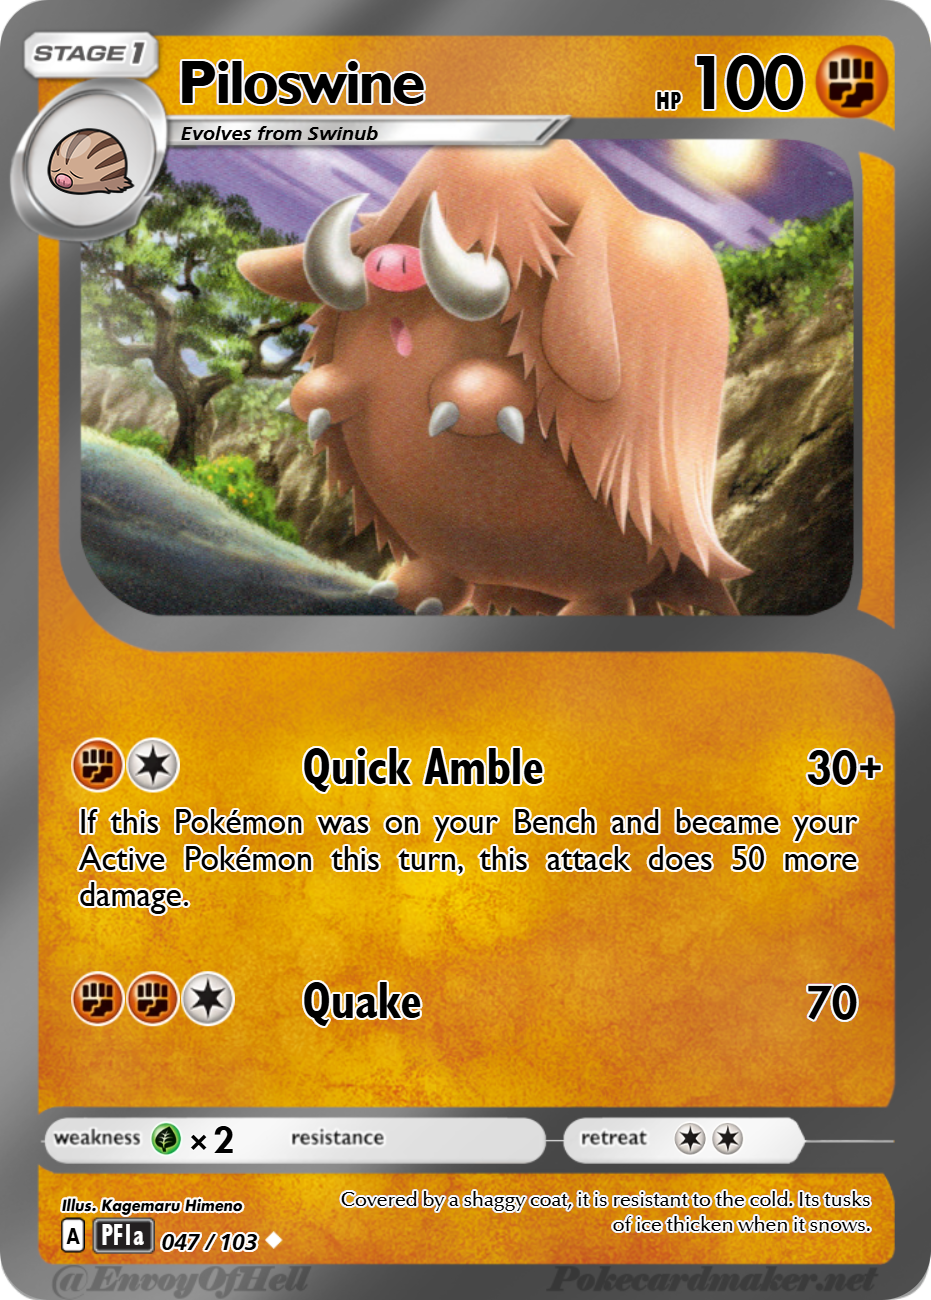 STAGE 1
Piloswine
HP 100
Evolves from Swinub
Quick Amble 30+
If this Pokémon was on your Bench and became your
Active Pokémon this turn, this attack does 50 more
damage.
Quake 70
weakness × 2 resistance retreat
Illus. Kagemaru Himeno
Covered by a shaggy coat, it is resistant to the cold. Its tusks
of ice thicken when it snows.
A PF1a 047 / 103
@EnvoyOfHell Pokecardmaker.net